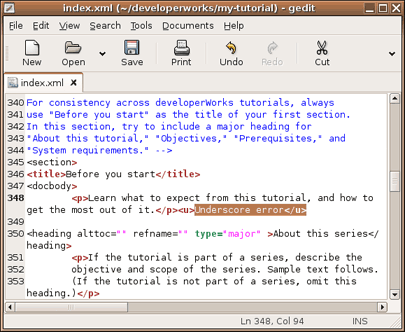 index.xml (~/developerworks/my-tutorial) - gedit
File Edit View Search Tools Documents Help
New Open Save Print Undo Redo Cut
index.xml
340 For consistency across developerWorks tutorials, always
341 use "Before you start" as the title of your first section.
342 In this section, try to include a major heading for
343 "About this tutorial," "Objectives," "Prerequisites," and
344 "System requirements." -->
345 <section>
346 <title>Before you start</title>
347 <docbody>
348 <p>Learn what to expect from this tutorial, and how to
get the most out of it.</p><u>Underscore error</u>
349
350 <heading alttoc="" refname="" type="major" >About this series</
heading>
351 <p>If the tutorial is part of a series, describe the
352 objective and scope of the series. Sample text follows.
353 (If the tutorial is not part of a series, omit this
heading.)</p>
Ln 348, Col 94 INS